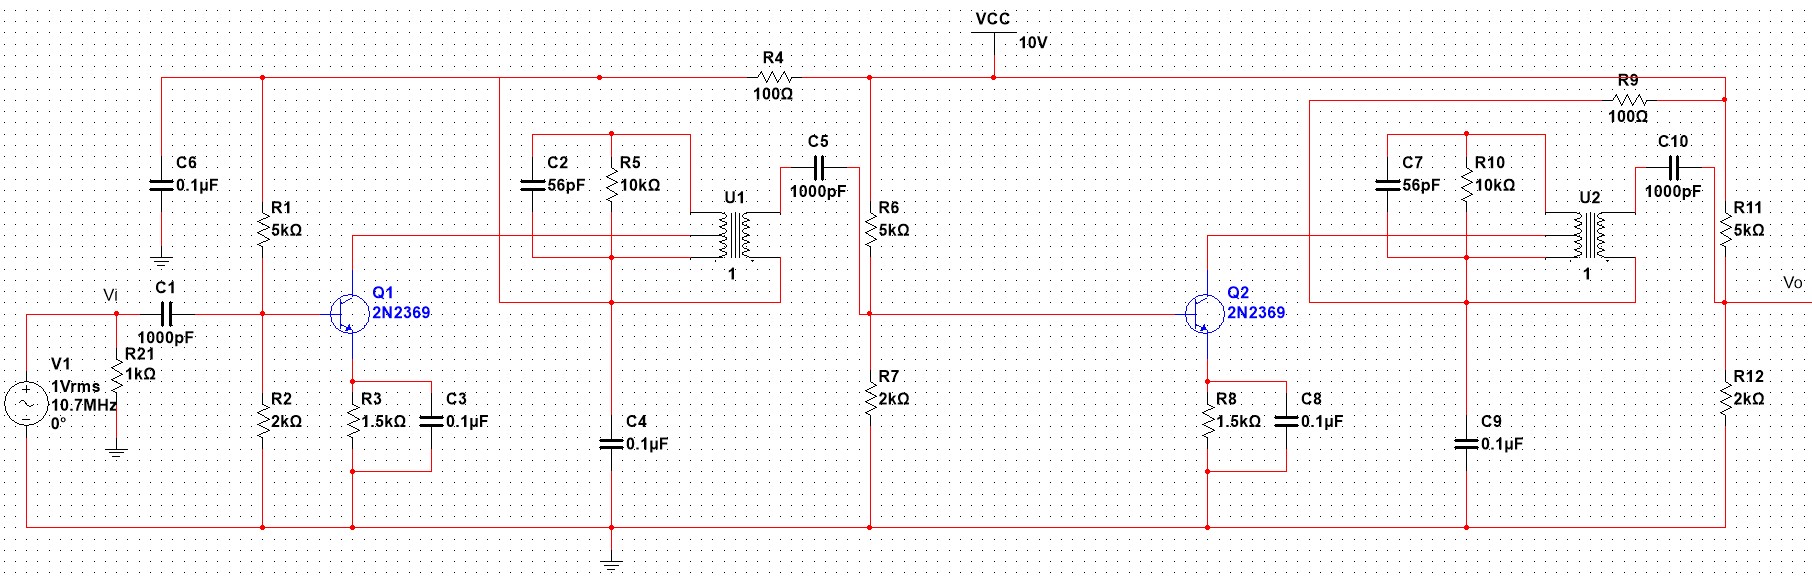 VCC
10V
R4
100Ω
R9
100Ω
C6
0.1µF
C2
56pF
R5
10kΩ
C5
1000pF
C7
56pF
R10
10kΩ
C10
1000pF
U1
1
U2
1
R1
5kΩ
R6
5kΩ
R11
5kΩ
Vi
C1
1000pF
Q1
2N2369
Q2
2N2369
Vo
V1
1Vrms
10.7MHz
0°
R21
1kΩ
R2
2kΩ
R3
1.5kΩ
C3
0.1µF
C4
0.1µF
R7
2kΩ
R8
1.5kΩ
C8
0.1µF
C9
0.1µF
R12
2kΩ